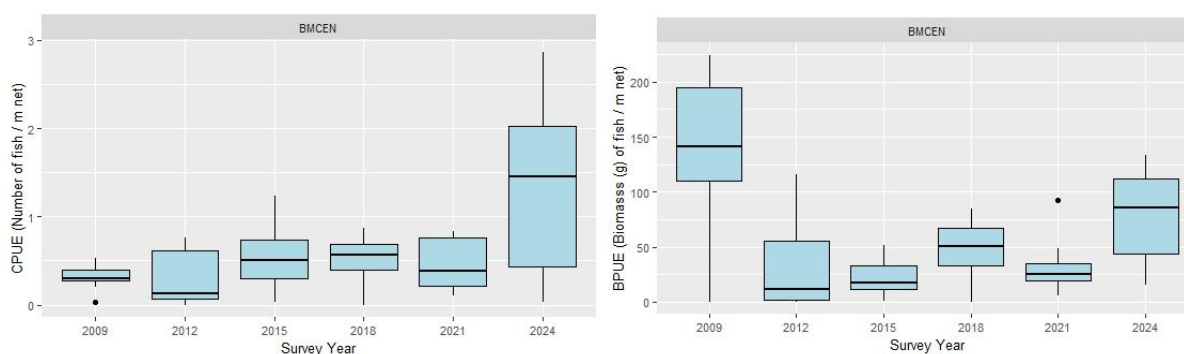 BMCEN
CPUE (Number of fish / m net)
3
2
1
0
2009 2012 2015 2018 2021 2024
Survey Year
BMCEN
BPUE (Biomasss (g) of fish / m net)
200
150
100
50
0
2009 2012 2015 2018 2021 2024
Survey Year